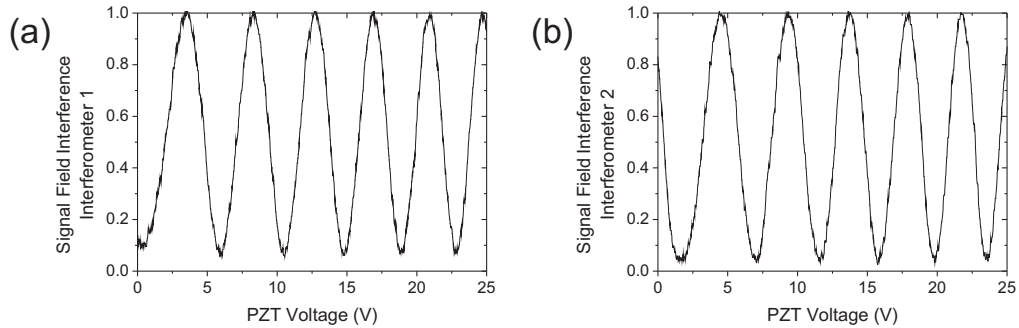 (a)
Signal Field Interference
Interferometer 1
1.0
0.8
0.6
0.4
0.2
0.0
0 5 10 15 20 25
PZT Voltage (V)
(b)
Signal Field Interference
Interferometer 2
1.0
0.8
0.6
0.4
0.2
0.0
0 5 10 15 20 25
PZT Voltage (V)